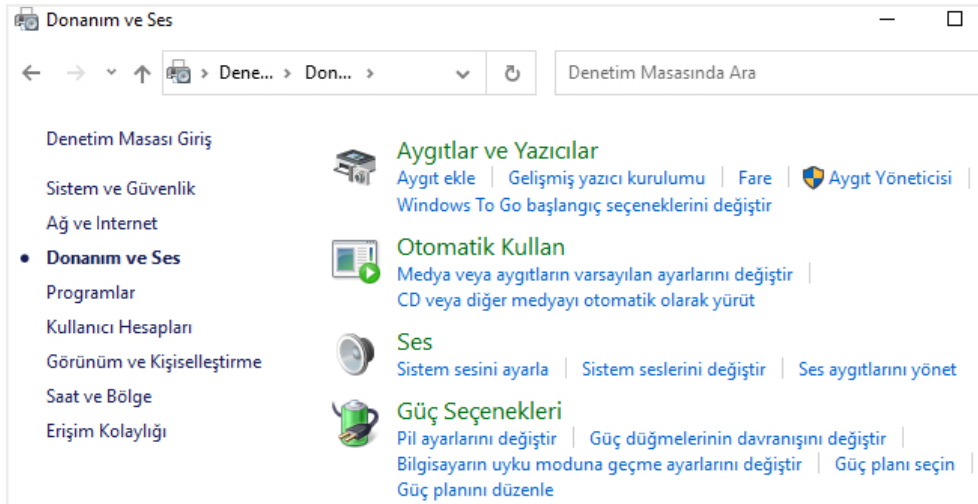 Donanım ve Ses
Dene... Don...
Denetim Masasında Ara
Denetim Masası Giriş
Sistem ve Güvenlik
Ağ ve Internet
Donanım ve Ses
Programlar
Kullanıcı Hesapları
Görünüm ve Kişiselleştirme
Saat ve Bölge
Erişim Kolaylığı
Aygıtlar ve Yazıcılar
Aygıt ekle Gelişmiş yazıcı kurulumu Fare Aygıt Yöneticisi
Windows To Go başlangıç seçeneklerini değiştir
Otomatik Kullan
Medya veya aygıtların varsayılan ayarlarını değiştir
CD veya diğer medyayı otomatik olarak yürüt
Ses
Sistem sesini ayarla Sistem seslerini değiştir Ses aygıtlarını yönet
Güç Seçenekleri
Pil ayarlarını değiştir Güç düğmelerinin davranışını değiştir
Bilgisayarın uyku moduna geçme ayarlarını değiştir Güç planı seçin
Güç planını düzenle